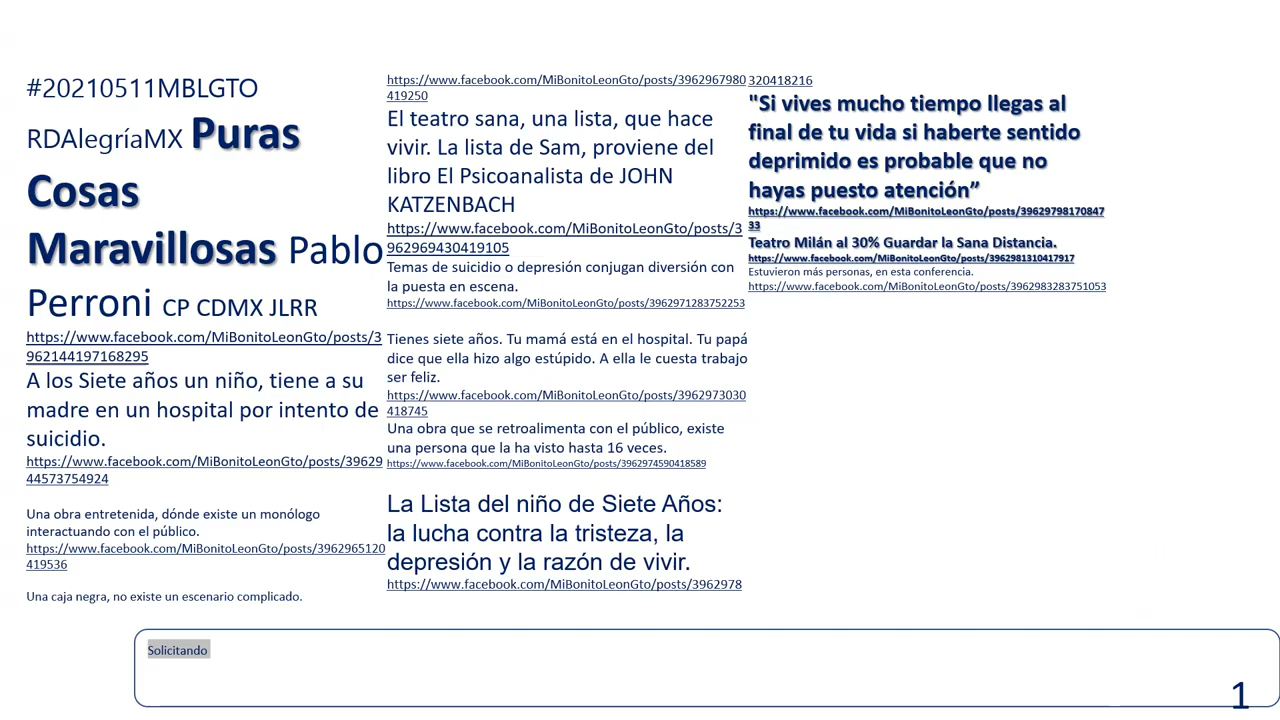 #20210511MBLGTO
RDAlegríaMX Puras
Cosas
Maravillosas Pablo
Perroni CP CDMX JLRR
https://www.facebook.com/MiBonitoLeonGto/posts/3
962144197168295
A los Siete años un niño, tiene a su
madre en un hospital por intento de
suicidio.
https://www.facebook.com/MiBonitoLeonGto/posts/39629
44573754924
Una obra entretenida, dónde existe un monólogo
interactuando con el público.
https://www.facebook.com/MiBonitoLeonGto/posts/3962965120
419536
Una caja negra, no existe un escenario complicado.
https://www.facebook.com/MiBonitoLeonGto/posts/3962967980
419250
El teatro sana, una lista, que hace
vivir. La lista de Sam, proviene del
libro El Psicoanalista de JOHN
KATZENBACH
https://www.facebook.com/MiBonitoLeonGto/posts/3
962969430419105
Temas de suicidio o depresión conjugan diversión con
la puesta en escena.
https://www.facebook.com/MiBonitoLeonGto/posts/3962971283752253
Tienes siete años. Tu mamá está en el hospital. Tu papá
dice que ella hizo algo estúpido. A ella le cuesta trabajo
ser feliz.
https://www.facebook.com/MiBonitoLeonGto/posts/3962973030
418745
Una obra que se retroalimenta con el público, existe
una persona que la ha visto hasta 16 veces.
https://www.facebook.com/MiBonitoLeonGto/posts/3962974590418589
La Lista del niño de Siete Años:
la lucha contra la tristeza, la
depresión y la razón de vivir.
https://www.facebook.com/MiBonitoLeonGto/posts/3962978
320418216
"Si vives mucho tiempo llegas al
final de tu vida si haberte sentido
deprimido es probable que no
hayas puesto atención”
https://www.facebook.com/MiBonitoLeonGto/posts/39629798170847
33
Teatro Milán al 30% Guardar la Sana Distancia.
https://www.facebook.com/MiBonitoLeonGto/posts/3962981310417917
Estuvieron más personas, en esta conferencia.
https://www.facebook.com/MiBonitoLeonGto/posts/3962983283751053
Solicitando
1